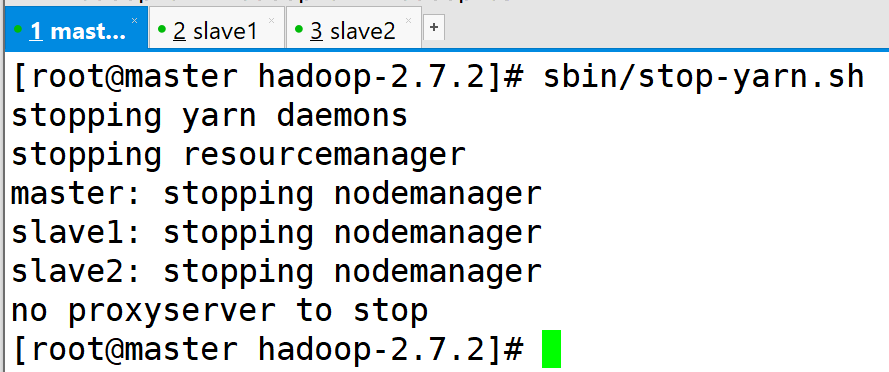 1 mast...
2 slave1
3 slave2
[root@master hadoop-2.7.2]# sbin/stop-yarn.sh
stopping yarn daemons
stopping resourcemanager
master: stopping nodemanager
slave1: stopping nodemanager
slave2: stopping nodemanager
no proxyserver to stop
[root@master hadoop-2.7.2]#